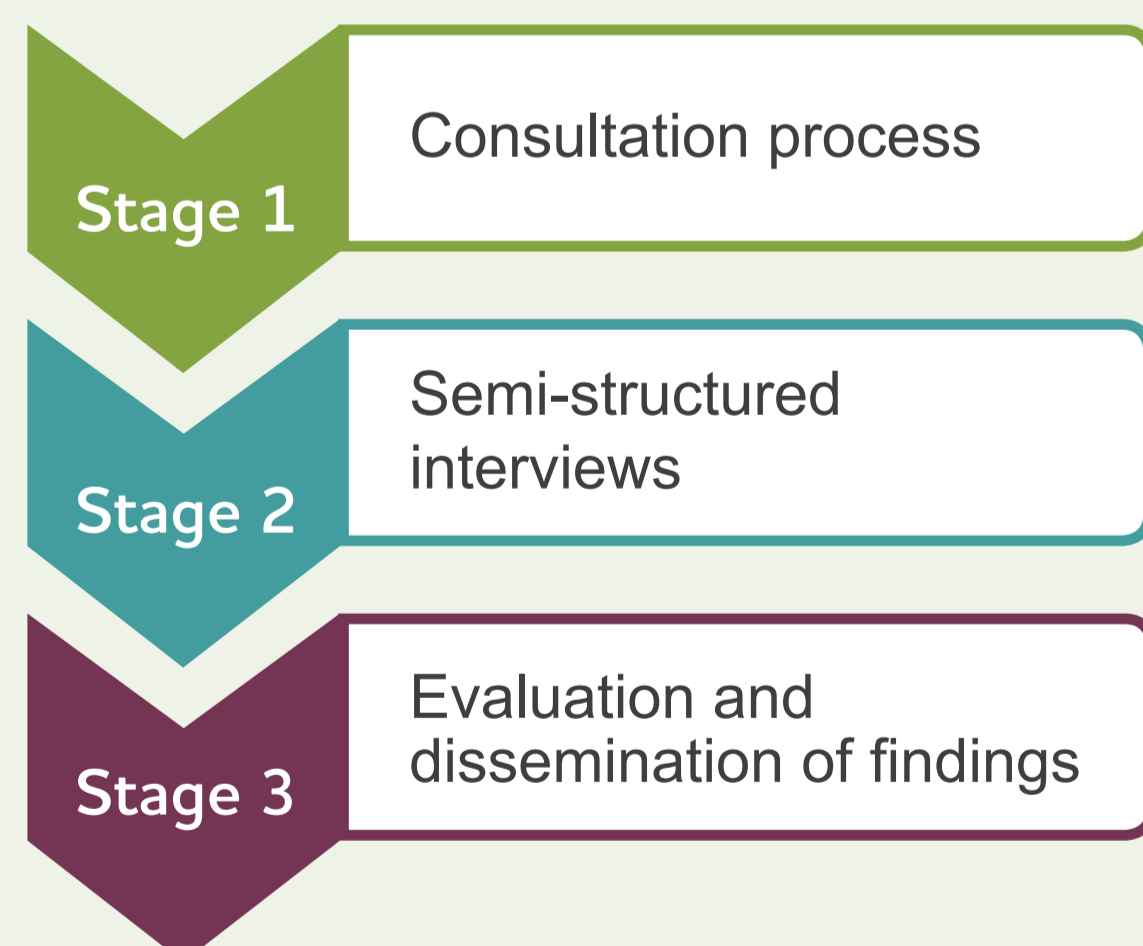 Stage 1
Consultation process
Stage 2
Semi-structured
interviews
Stage 3
Evaluation and
dissemination of findings